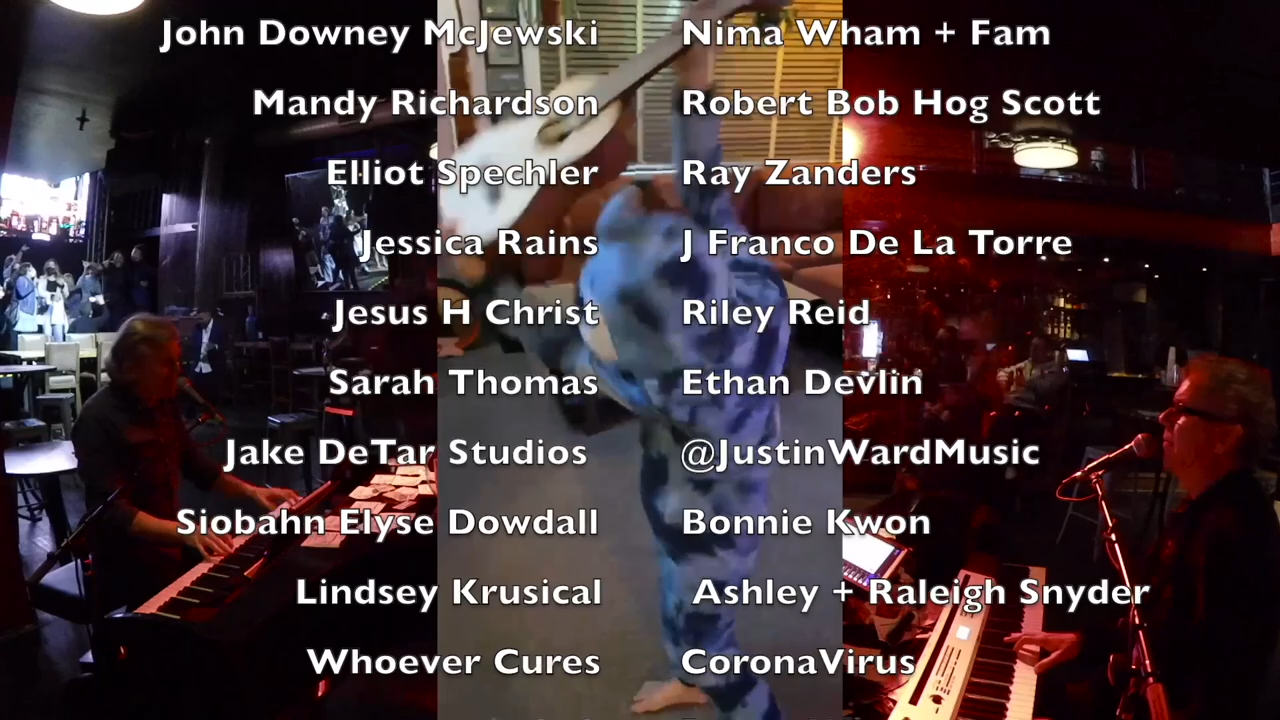 John Downey McJewski Nima Wham + Fam
Mandy Richardson Robert Bob Hog Scott
Elliot Spechler Ray Zanders
Jessica Rains J Franco De La Torre
Jesus H Christ Riley Reid
Sarah Thomas Ethan Devlin
Jake DeTar Studios @JustinWardMusic
Siobahn Elyse Dowdall Bonnie Kwon
Lindsey Krusical Ashley + Raleigh Snyder
Whoever Cures CoronaVirus